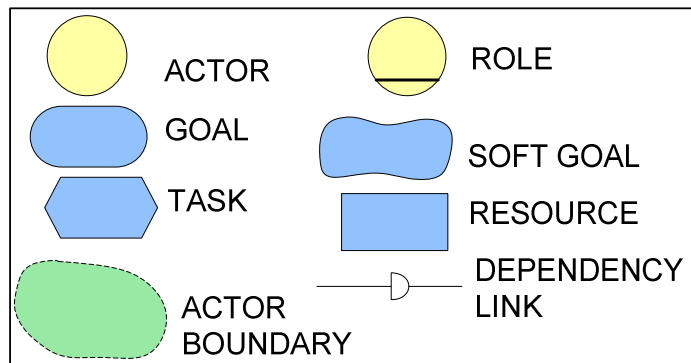 ACTOR
ROLE
GOAL
SOFT GOAL
TASK
RESOURCE
ACTOR
BOUNDARY
DEPENDENCY
LINK